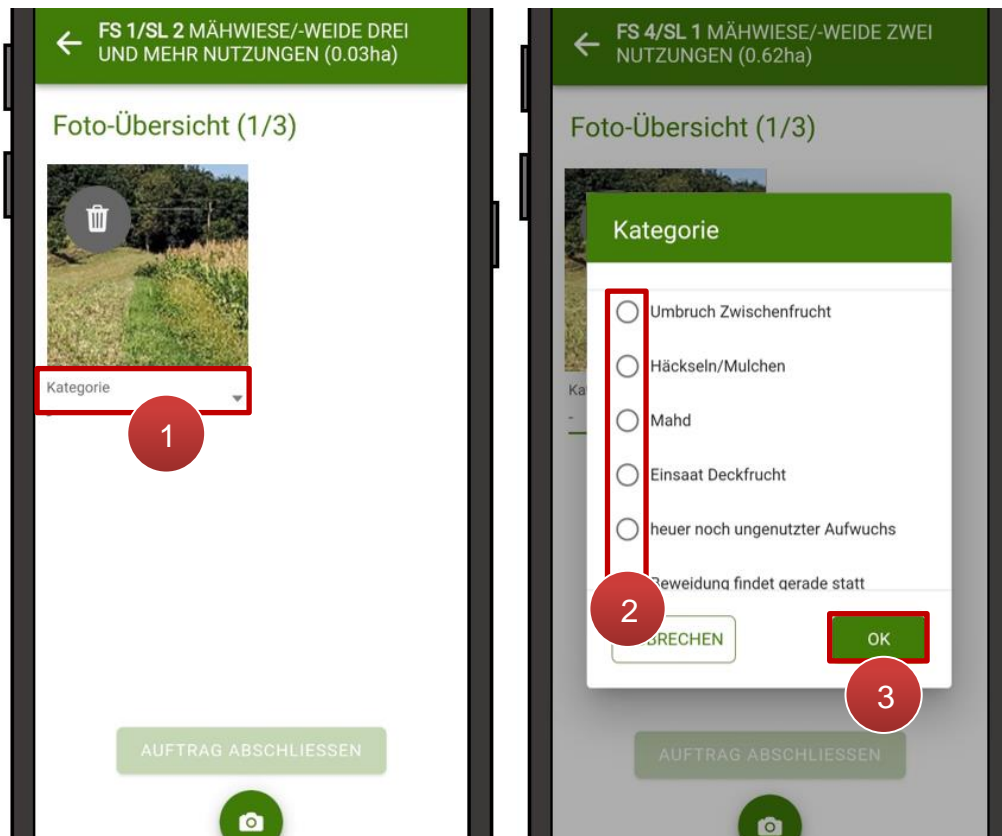 FS 1/SL 2 MÄHWIESE/-WEIDE DREI
UND MEHR NUTZUNGEN (0.03ha)
Foto-Übersicht (1/3)
Kategorie
1
AUFTRAG ABSCHLIESSEN
FS 4/SL 1 MÄHWIESE/-WEIDE ZWEI
NUTZUNGEN (0.62ha)
Foto-Übersicht (1/3)
Kategorie
Umbruch Zwischenfrucht
Häckseln/Mulchen
Ka
Mahd
-
Einsaat Deckfrucht
heuer noch ungenutzter Aufwuchs
Beweidung findet gerade statt
2
BRECHEN
OK
3
AUFTRAG ABSCHLIESSEN